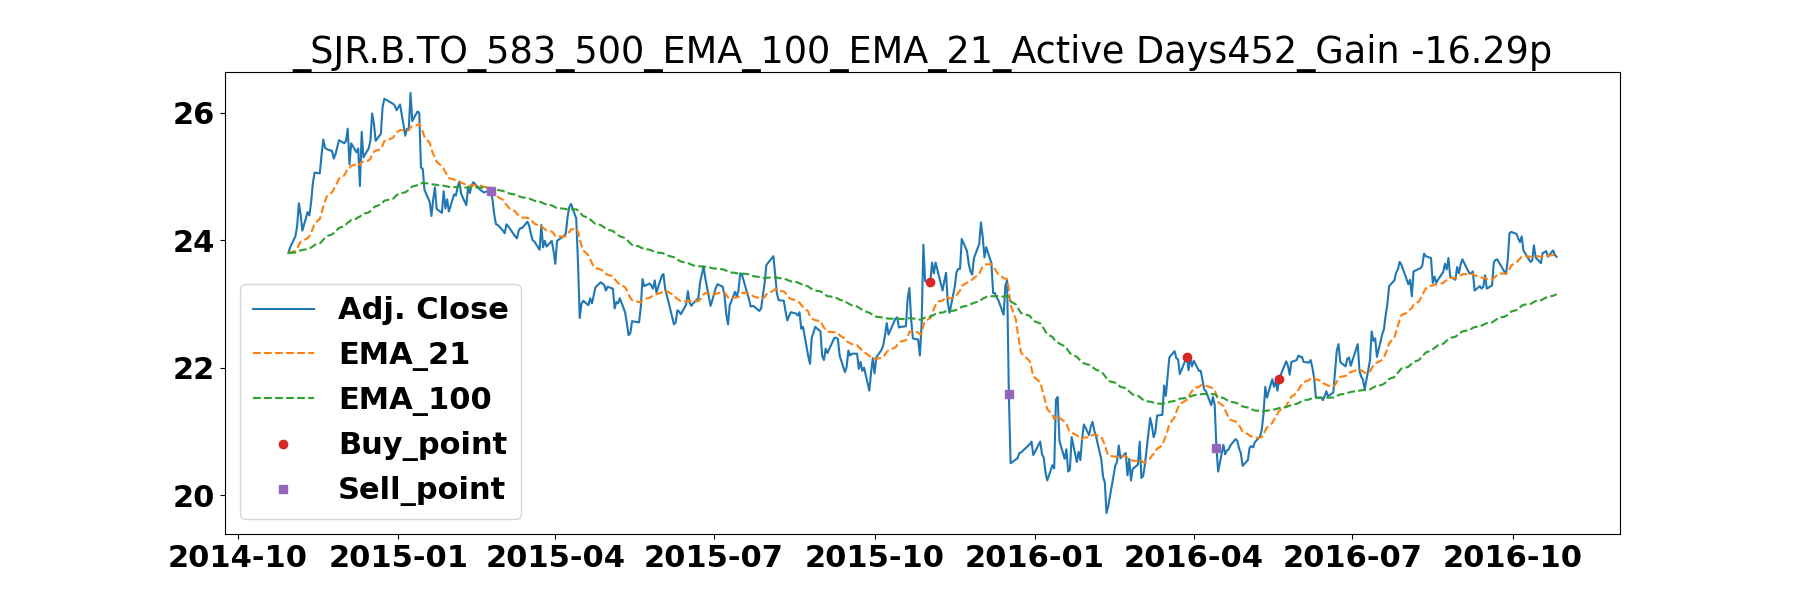 _SJR.B.TO_583_500_EMA_100_EMA_21_Active Days452_Gain -16.29p
26
24
22
20
Adj. Close
EMA_21
EMA_100
Buy_point
Sell_point
2014-10 2015-01 2015-04 2015-07 2015-10 2016-01 2016-04 2016-07 2016-10